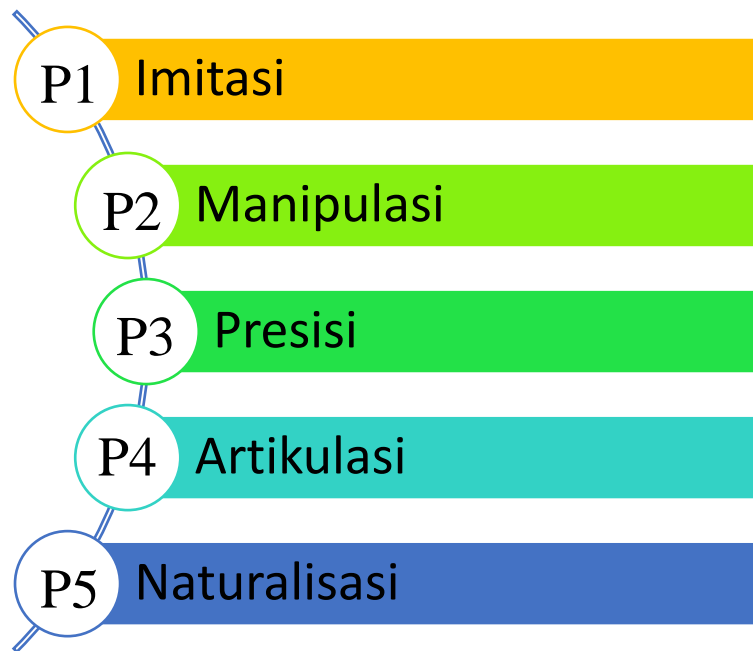 P1 Imitasi
P2 Manipulasi
P3 Presisi
P4 Artikulasi
P5 Naturalisasi